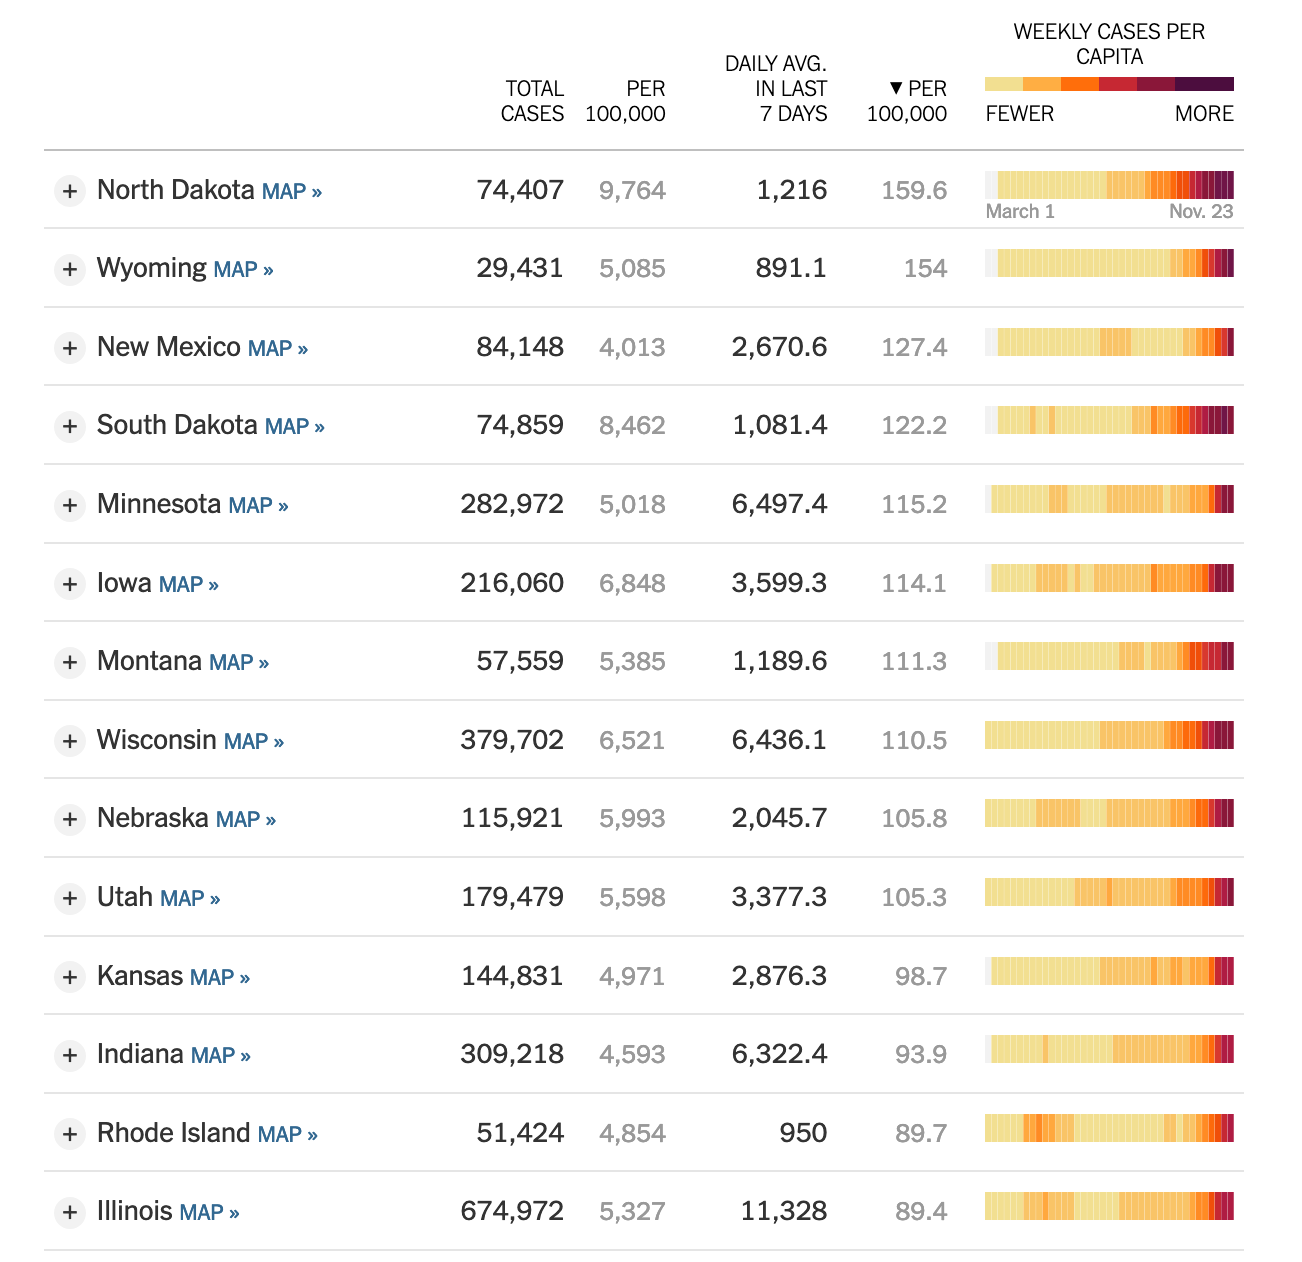 WEEKLY CASES PER
CAPITA
DAILY AVG.
TOTAL PER IN LAST ▼ PER
CASES 100,000 7 DAYS 100,000 FEWER MORE
+ North Dakota MAP » 74,407 9,764 1,216 159.6
March 1 Nov. 23
+ Wyoming MAP » 29,431 5,085 891.1 154
+ New Mexico MAP » 84,148 4,013 2,670.6 127.4
+ South Dakota MAP » 74,859 8,462 1,081.4 122.2
+ Minnesota MAP » 282,972 5,018 6,497.4 115.2
+ Iowa MAP » 216,060 6,848 3,599.3 114.1
+ Montana MAP » 57,559 5,385 1,189.6 111.3
+ Wisconsin MAP » 379,702 6,521 6,436.1 110.5
+ Nebraska MAP » 115,921 5,993 2,045.7 105.8
+ Utah MAP » 179,479 5,598 3,377.3 105.3
+ Kansas MAP » 144,831 4,971 2,876.3 98.7
+ Indiana MAP » 309,218 4,593 6,322.4 93.9
+ Rhode Island MAP » 51,424 4,854 950 89.7
+ Illinois MAP » 674,972 5,327 11,328 89.4